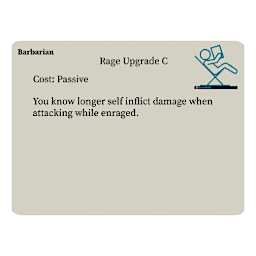 Barbarian
Rage Upgrade C
Cost: Passive
You know longer self inflict damage when
attacking while enraged.